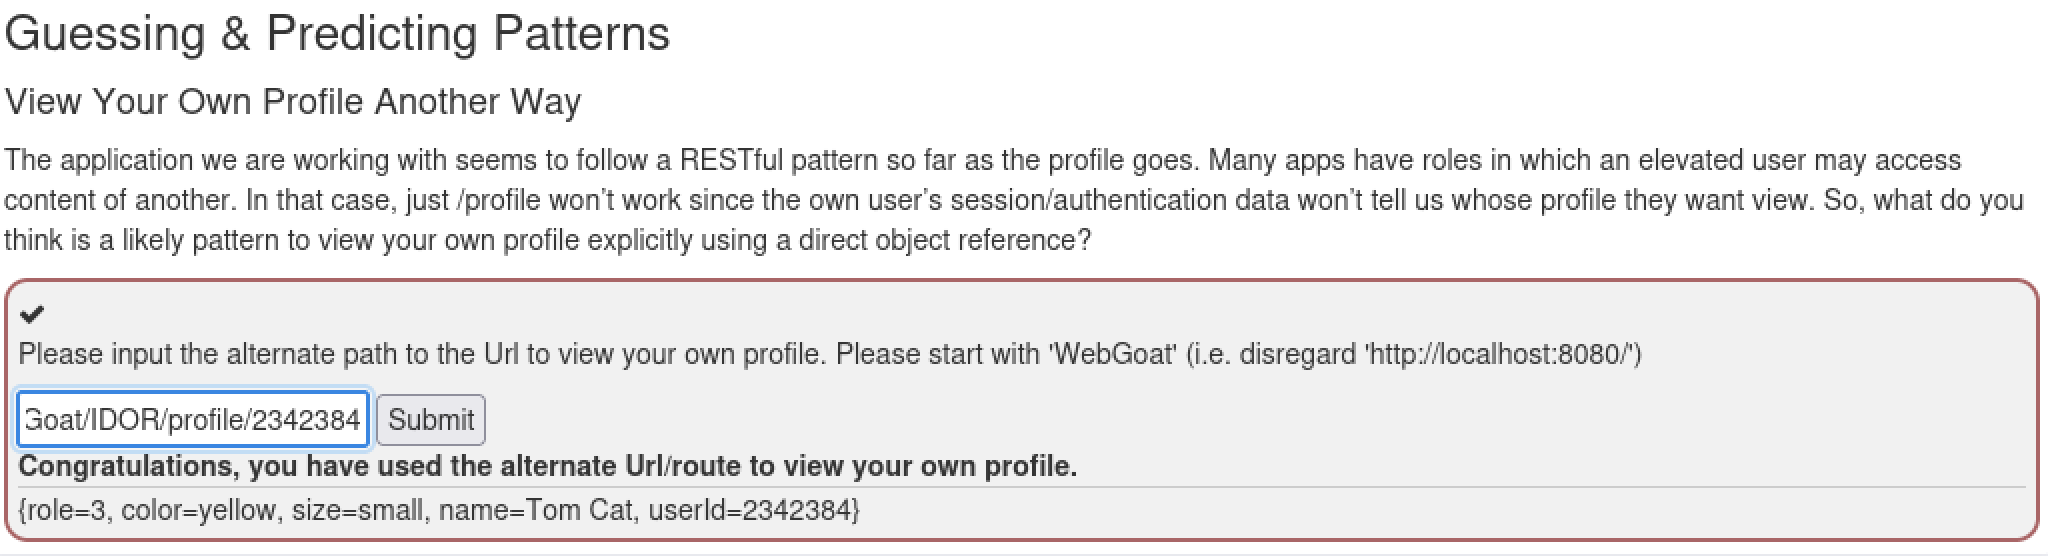 Guessing & Predicting Patterns
View Your Own Profile Another Way
The application we are working with seems to follow a RESTful pattern so far as the profile goes. Many apps have roles in which an elevated user may access
content of another. In that case, just /profile won’t work since the own user’s session/authentication data won’t tell us whose profile they want view. So, what do you
think is a likely pattern to view your own profile explicitly using a direct object reference?
Please input the alternate path to the Url to view your own profile. Please start with 'WebGoat' (i.e. disregard 'http://localhost:8080/')
Goat/IDOR/profile/2342384 Submit
Congratulations, you have used the alternate Url/route to view your own profile.
{role=3, color=yellow, size=small, name=Tom Cat, userId=2342384}